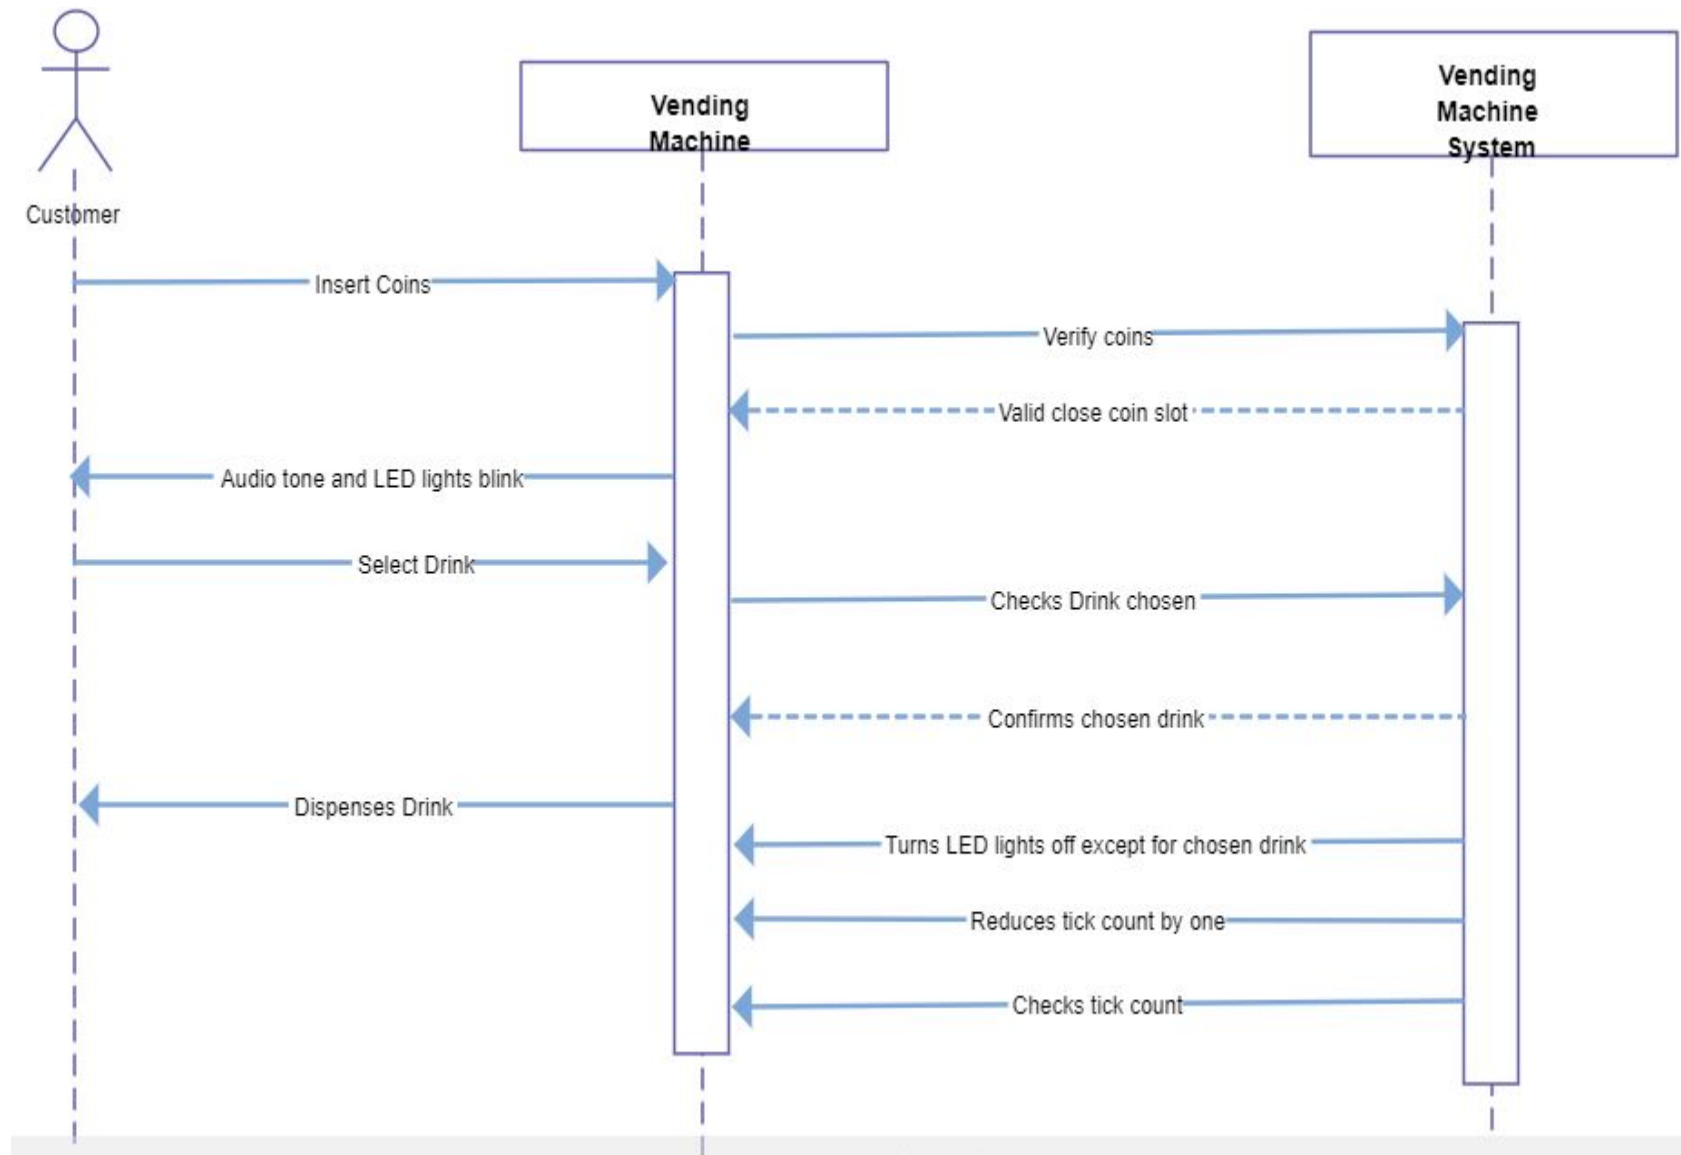 Vending
Machine
Vending
Machine
System
Customer
Insert Coins
Verify coins
Valid close coin slot
Audio tone and LED lights blink
Select Drink
Checks Drink chosen
Confirms chosen drink
Dispenses Drink
Turns LED lights off except for chosen drink
Reduces tick count by one
Checks tick count